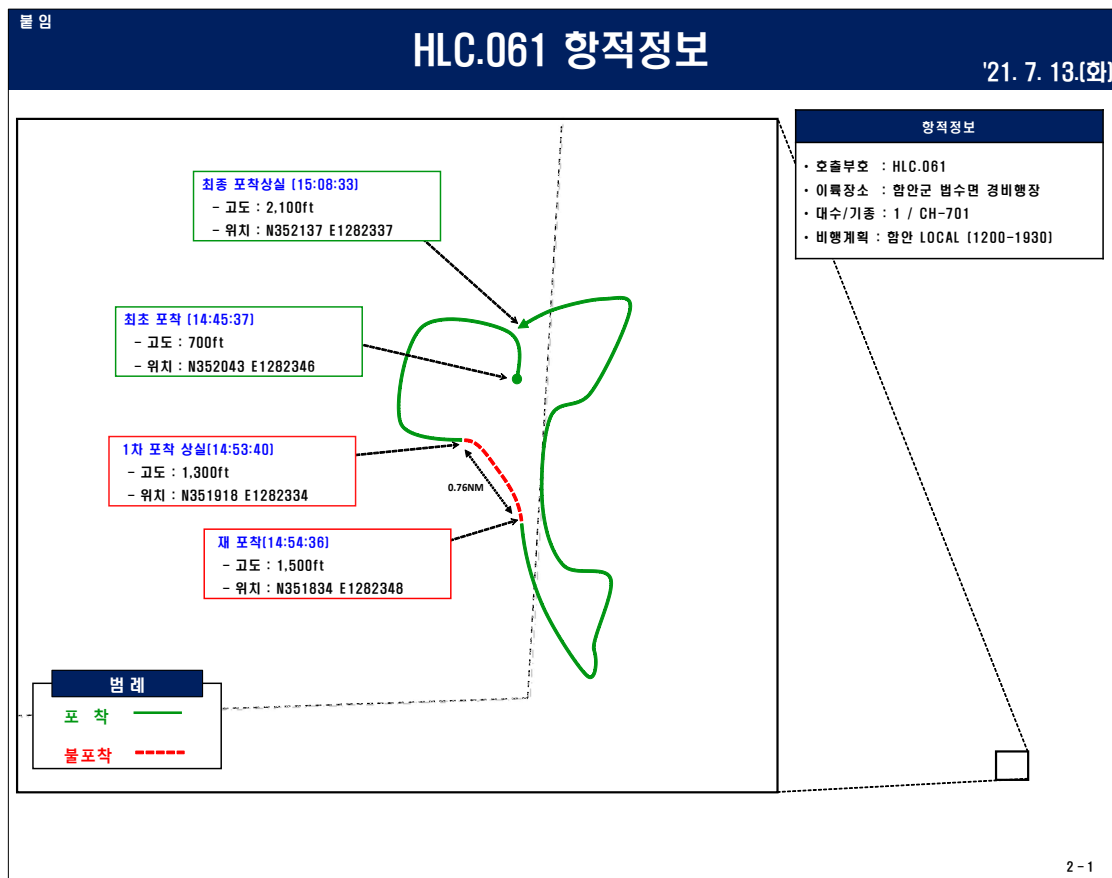 붙임
HLC.061 항적정보
'21. 7. 13.(화)
항적정보
· 호출부호 : HLC.061
· 이륙장소 : 함안군 법수면 경비행장
· 대수/기종 : 1 / CH-701
· 비행계획 : 함안 LOCAL (1200-1930)
최종 포착상실 (15:08:33)
- 고도 : 2,100ft
- 위치 : N352137 E1282337
최초 포착 (14:45:37)
- 고도 : 700ft
- 위치 : N352043 E1282346
1차 포착 상실(14:53:40)
- 고도 : 1,300ft
- 위치 : N351918 E1282334
0.76NM
재 포착(14:54:36)
- 고도 : 1,500ft
- 위치 : N351834 E1282348
범 례
포 착
불포착
2 - 1